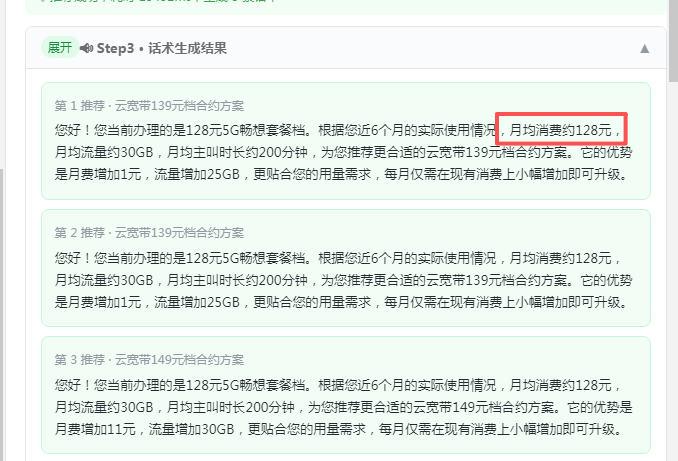 展开 Step3 • 话术生成结果 ▲
第 1 推荐 · 云宽带139元档合约方案
您好！您当前办理的是128元5G畅想套餐档。根据您近6个月的实际使用情况，月均消费约128元，
月均流量约30GB，月均主叫时长约200分钟，为您推荐更合适的云宽带139元档合约方案。它的优势
是月费增加1元，流量增加25GB，更贴合您的用量需求，每月仅需在现有消费上小幅增加即可升级。
第 2 推荐 · 云宽带139元档合约方案
您好！您当前办理的是128元5G畅想套餐档。根据您近6个月的实际使用情况，月均消费约128元，
月均流量约30GB，月均主叫时长约200分钟，为您推荐更合适的云宽带139元档合约方案。它的优势
是月费增加1元，流量增加25GB，更贴合您的用量需求，每月仅需在现有消费上小幅增加即可升级。
第 3 推荐 · 云宽带149元档合约方案
您好！您当前办理的是128元5G畅想套餐档。根据您近6个月的实际使用情况，月均消费约128元，
月均流量约30GB，月均主叫时长200分钟，为您推荐更合适的云宽带149元档合约方案。它的优势是
月费增加11元，流量增加30GB，更贴合您的用量需求，每月仅需在现有消费上小幅增加即可升级。